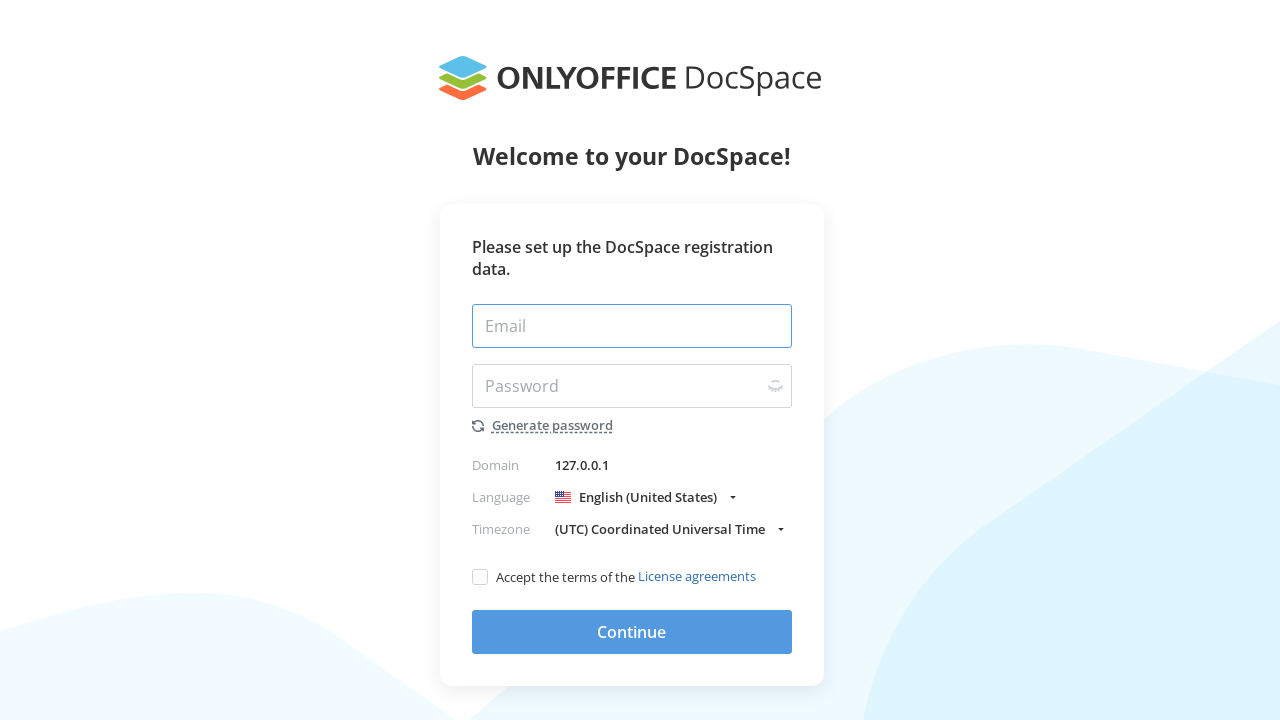 ONLYOFFICE DocSpace
Welcome to your DocSpace!
Please set up the DocSpace registration
data.
Email
Password
Generate password
Domain 127.0.0.1
Language English (United States)
Timezone (UTC) Coordinated Universal Time
Accept the terms of the License agreements
Continue